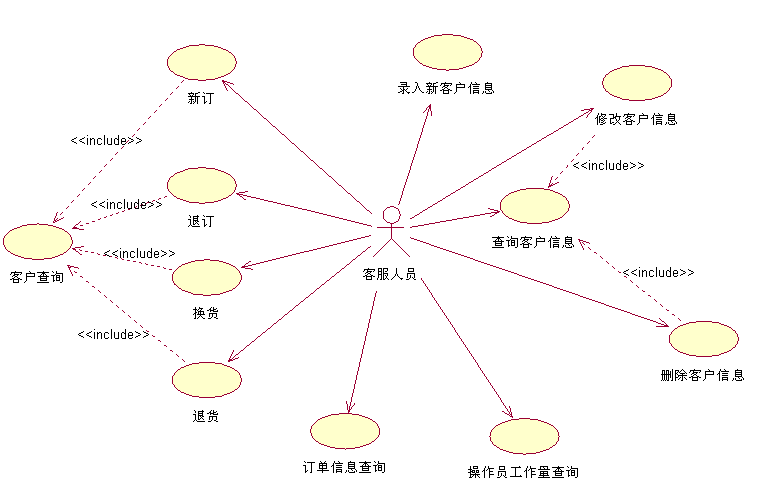 录入新客户信息
新订
修改客户信息
<<include>>
<<include>>
<<include>>
退订
查询客户信息
<<include>>
客户查询
客服人员
<<include>>
换货
<<include>>
删除客户信息
退货
订单信息查询
操作员工作量查询